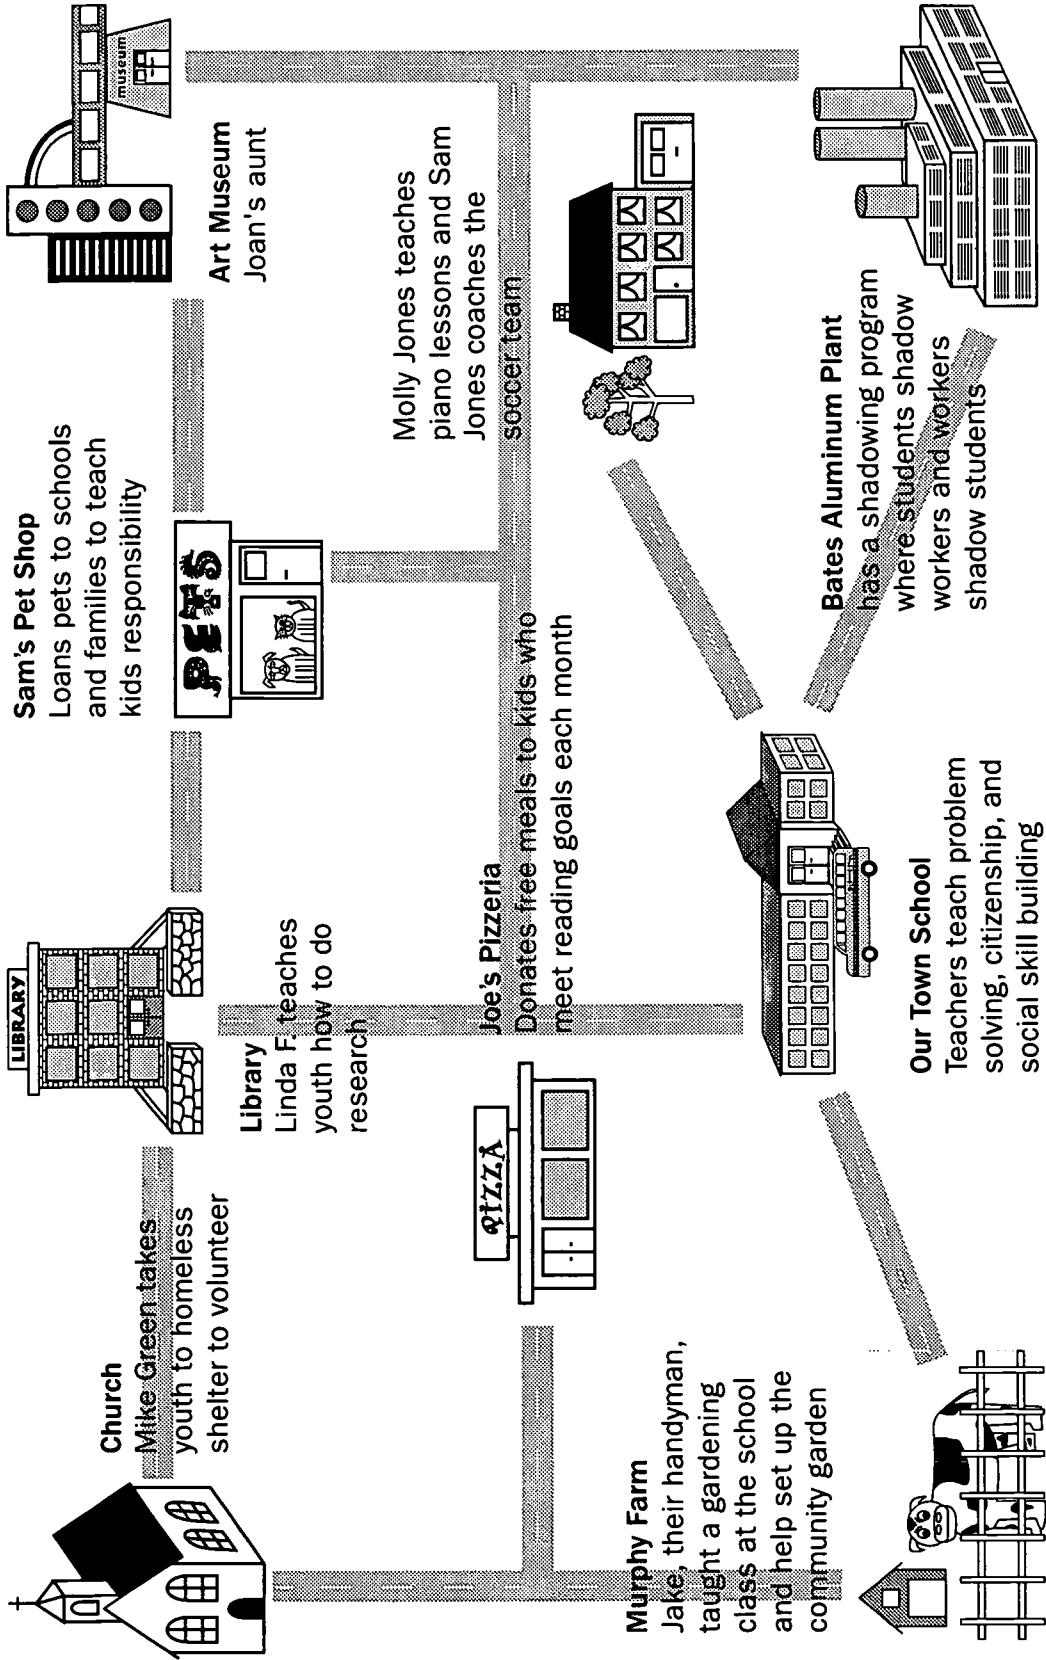 LIBRARY
Church
Mike Green takes
youth to homeless
shelter to volunteer
Library
Linda F. teaches
youth how to do
research
Sam's Pet Shop
Loans pets to schools
and families to teach
kids responsibility
PETS
museum
Art Museum
Joan's aunt
PIZZA
Joe's Pizzeria
Donates free meals to kids who
meet reading goals each month
Molly Jones teaches
piano lessons and Sam
Jones coaches the
soccer team
Murphy Farm
Jake, their handyman,
taught a gardening
class at the school
and help set up the
community garden
Our Town School
Teachers teach problem
solving, citizenship, and
social skill building
Bates Aluminum Plant
has a shadowing program
where students shadow
workers and workers
shadow students